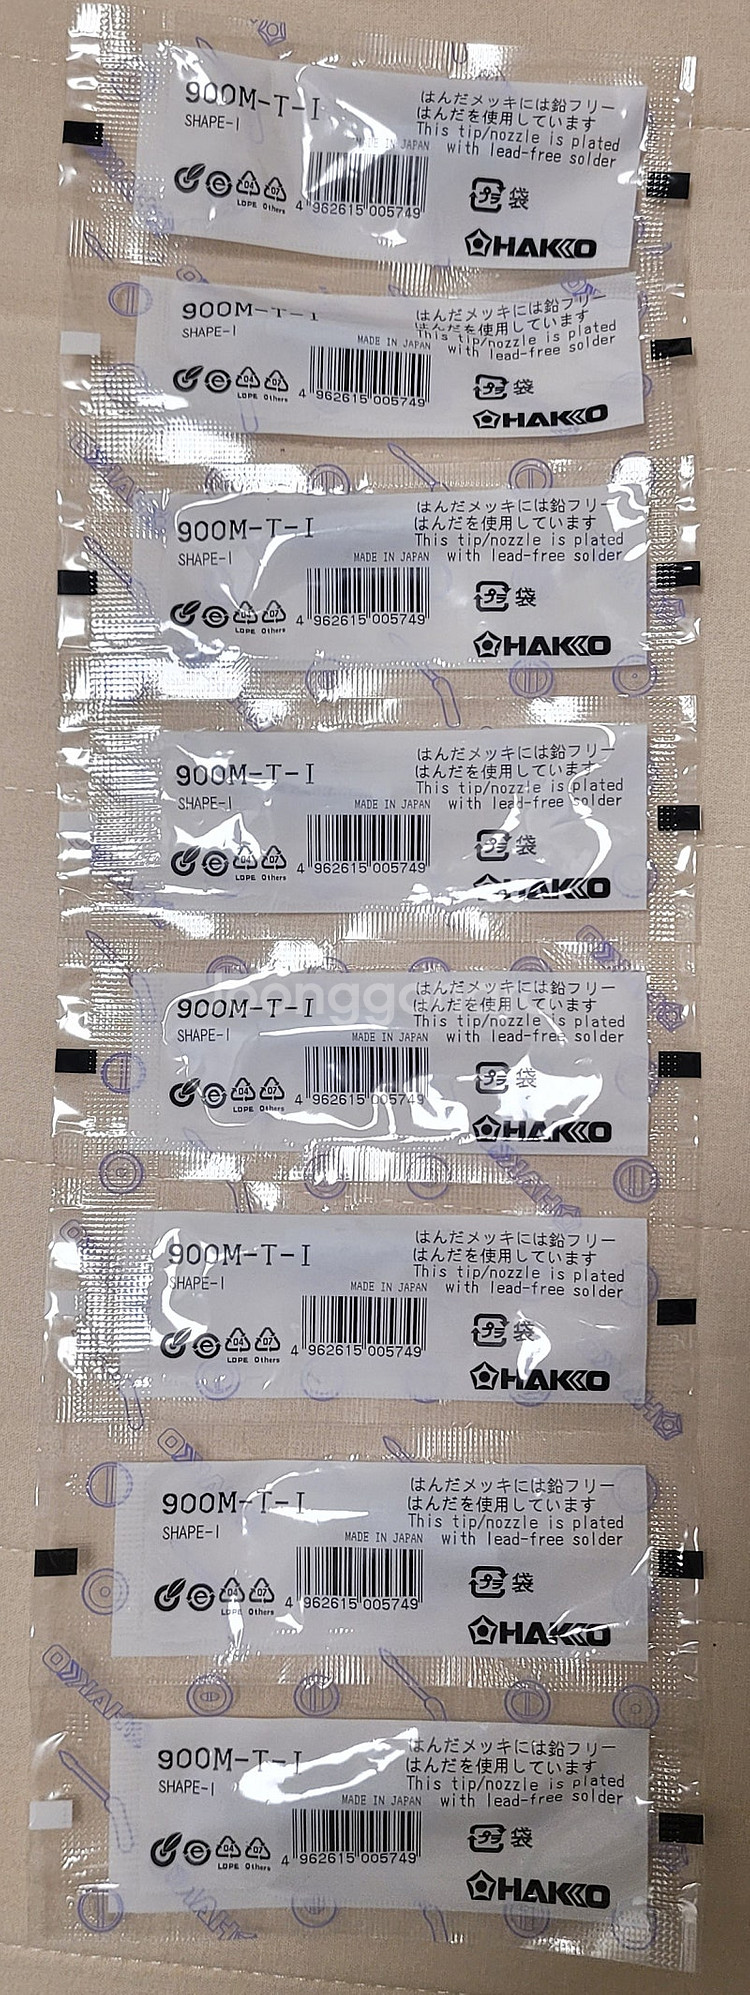 900M-T-I
SHAPE-I
はんだメッキには鉛フリー
はんだを使用しています
This tip/nozzle is plated
with lead-free solder
MADE IN JAPAN
04
LDPE
07
Others
4 962615 005749
プラ 袋
HAKKO
900M-T-I
SHAPE-I
はんだメッキには鉛フリー
はんだを使用しています
This tip/nozzle is plated
with lead-free solder
MADE IN JAPAN
04
LDPE
07
Others
4 962615 005749
プラ 袋
HAKKO
900M-T-I
SHAPE-I
はんだメッキには鉛フリー
はんだを使用しています
This tip/nozzle is plated
with lead-free solder
MADE IN JAPAN
04
LDPE
07
Others
4 962615 005749
プラ 袋
HAKKO
900M-T-I
SHAPE-I
はんだメッキには鉛フリー
はんだを使用しています
This tip/nozzle is plated
with lead-free solder
MADE IN JAPAN
04
LDPE
07
Others
4 962615 005749
プラ 袋
HAKKO
900M-T-I
SHAPE-I
はんだメッキには鉛フリー
はんだを使用しています
This tip/nozzle is plated
with lead-free solder
MADE IN JAPAN
04
LDPE
07
Others
4 962615 005749
プラ 袋
HAKKO
900M-T-I
SHAPE-I
はんだメッキには鉛フリー
はんだを使用しています
This tip/nozzle is plated
with lead-free solder
MADE IN JAPAN
04
LDPE
07
Others
4 962615 005749
プラ 袋
HAKKO
900M-T-I
SHAPE-I
はんだメッキには鉛フリー
はんだを使用しています
This tip/nozzle is plated
with lead-free solder
MADE IN JAPAN
04
LDPE
07
Others
4 962615 005749
プラ 袋
HAKKO
900M-T-I
SHAPE-I
はんだメッキには鉛フリー
はんだを使用しています
This tip/nozzle is plated
with lead-free solder
MADE IN JAPAN
04
LDPE
07
Others
4 962615 005749
プラ 袋
HAKKO